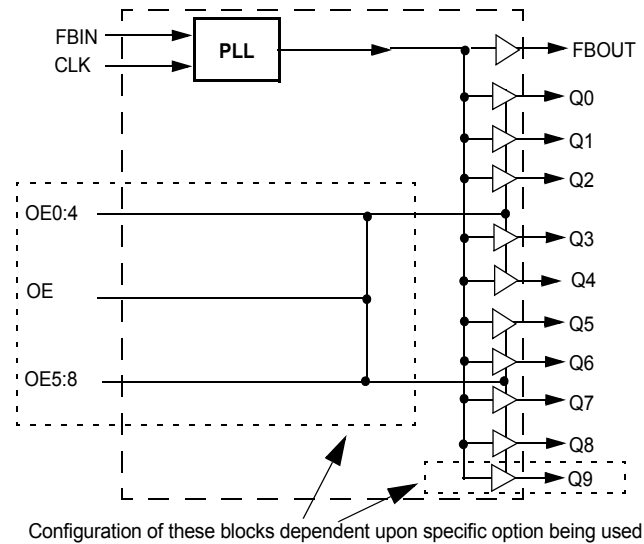 FBIN
CLK
PLL
FBOUT
Q0
Q1
Q2
OE0:4
Q3
Q4
OE
Q5
Q6
OE5:8
Q7
Q8
Q9
Configuration of these blocks dependent upon specific option being used